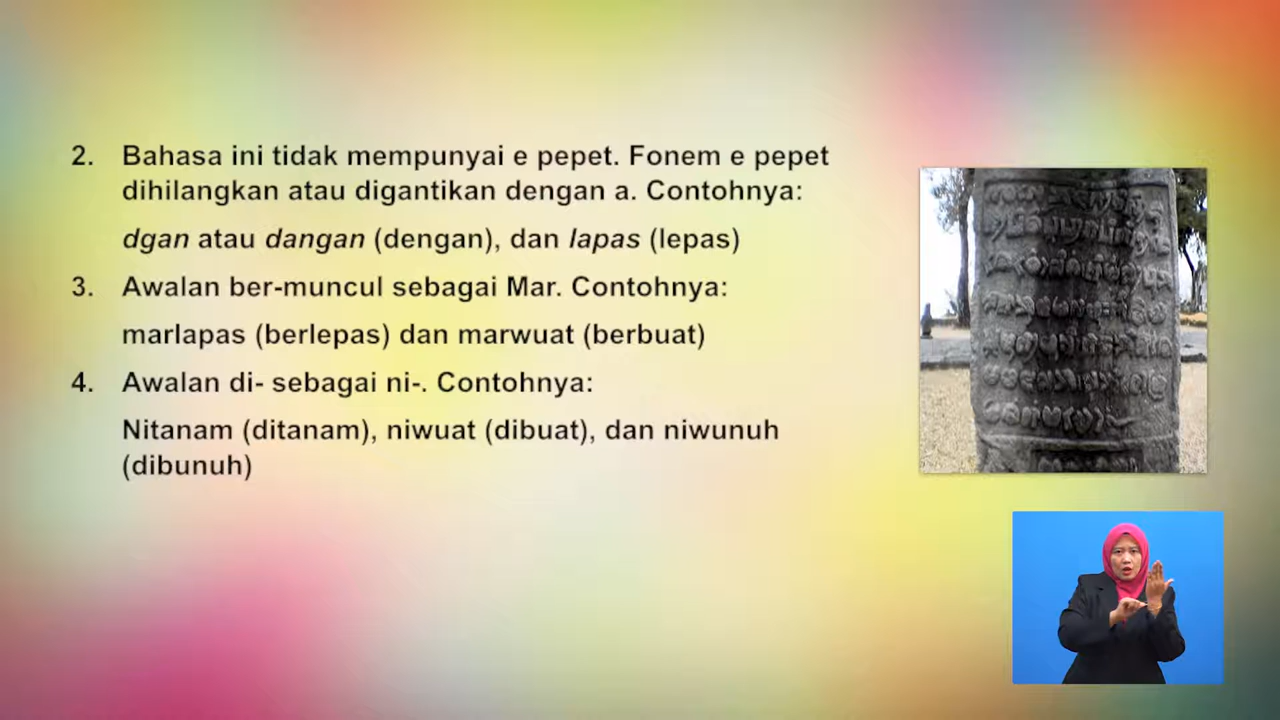 2. Bahasa ini tidak mempunyai e pepet. Fonem e pepet
dihilangkan atau digantikan dengan a. Contohnya:
dgan atau dangan (dengan), dan lapas (lepas)
3. Awalan ber-muncul sebagai Mar. Contohnya:
marlapas (berlepas) dan marwuat (berbuat)
4. Awalan di- sebagai ni-. Contohnya:
Nitanam (ditanam), niwuat (dibuat), dan niwunuh
(dibunuh)